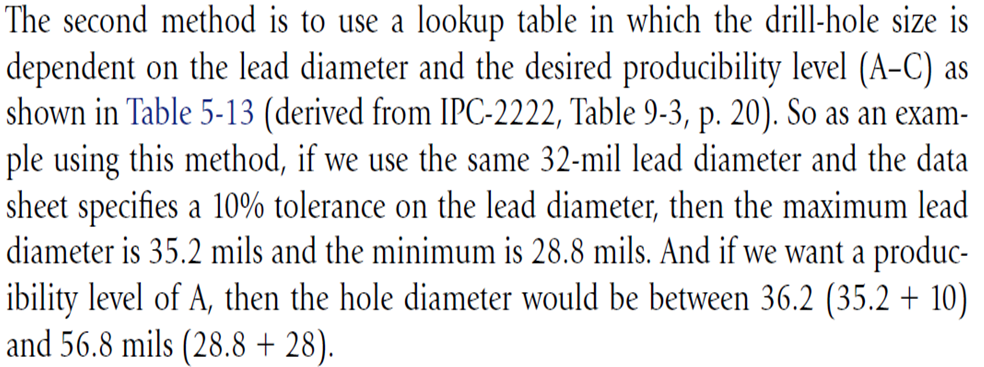 The second method is to use a lookup table in which the drill-hole size is
dependent on the lead diameter and the desired producibility level (A–C) as
shown in Table 5-13 (derived from IPC-2222, Table 9-3, p. 20). So as an exam-
ple using this method, if we use the same 32-mil lead diameter and the data
sheet specifies a 10% tolerance on the lead diameter, then the maximum lead
diameter is 35.2 mils and the minimum is 28.8 mils. And if we want a produc-
ibility level of A, then the hole diameter would be between 36.2 (35.2 + 10)
and 56.8 mils (28.8 + 28).